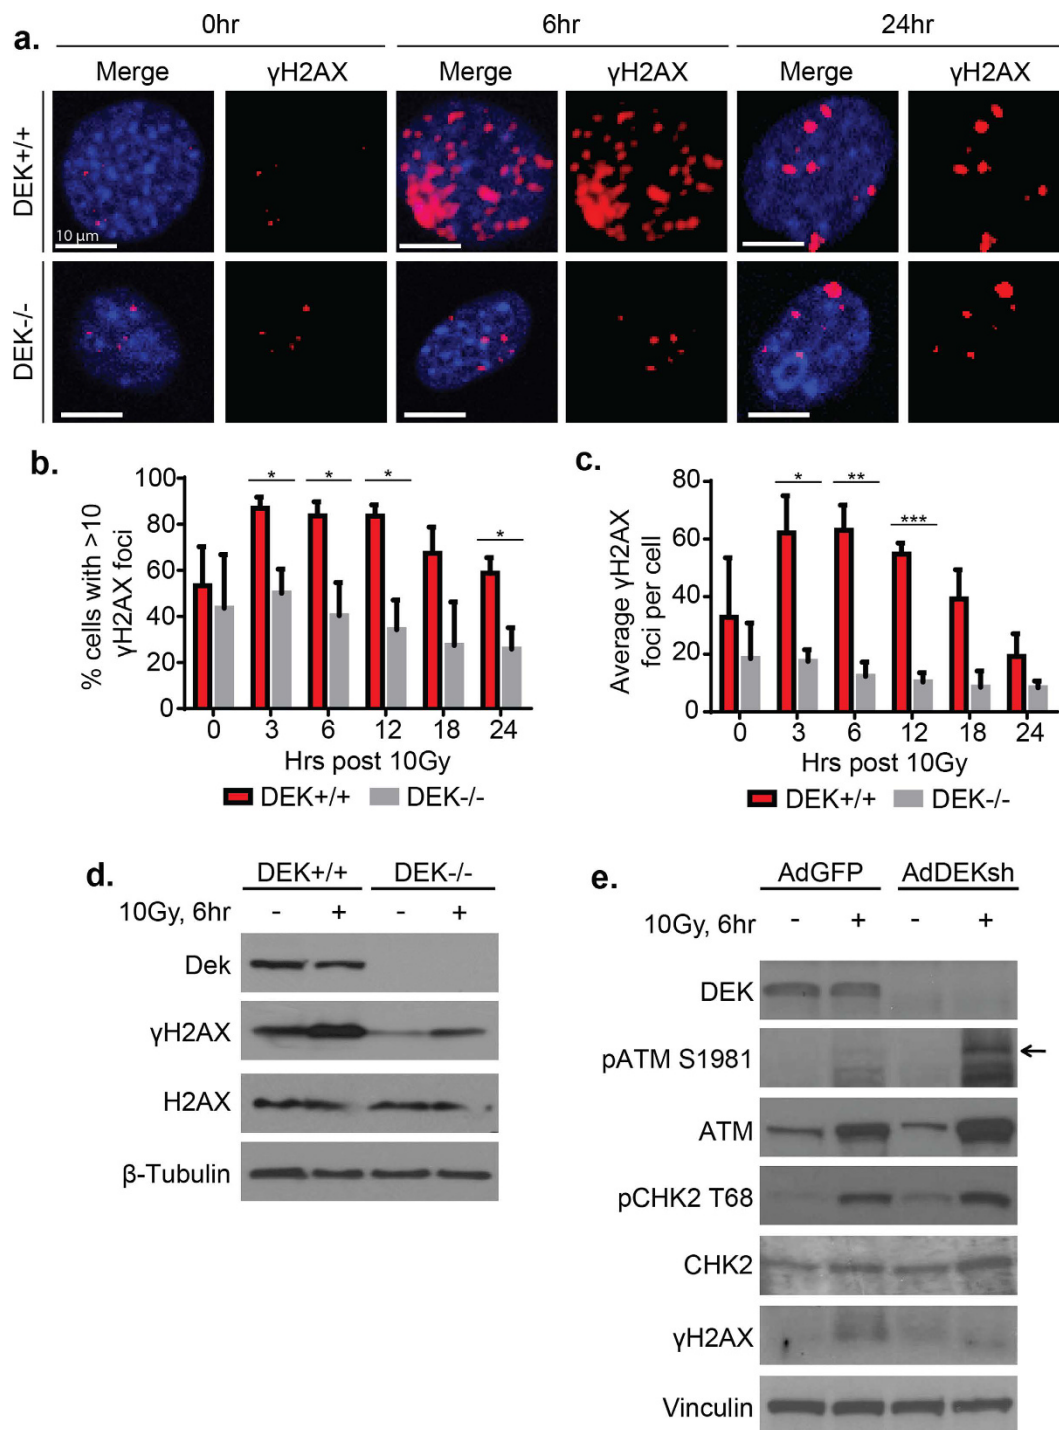 a.
0hr 6hr 24hr
Merge γH2AX Merge γH2AX Merge γH2AX
DEK+/+
10 µm
DEK-/-
b.
% cells with >10
γH2AX foci
100
80
60
40
20
0
* * * *
0 3 6 12 18 24
Hrs post 10Gy
DEK+/+ DEK-/-
c.
Average γH2AX
foci per cell
80
60
40
20
0
* ** ***
0 3 6 12 18 24
Hrs post 10Gy
DEK+/+ DEK-/-
d.
DEK+/+ DEK-/-
10Gy, 6hr - + - +
Dek
γH2AX
H2AX
β-Tubulin
e.
AdGFP AdDEKsh
10Gy, 6hr - + - +
DEK
pATM S1981
ATM
pCHK2 T68
CHK2
γH2AX
Vinculin